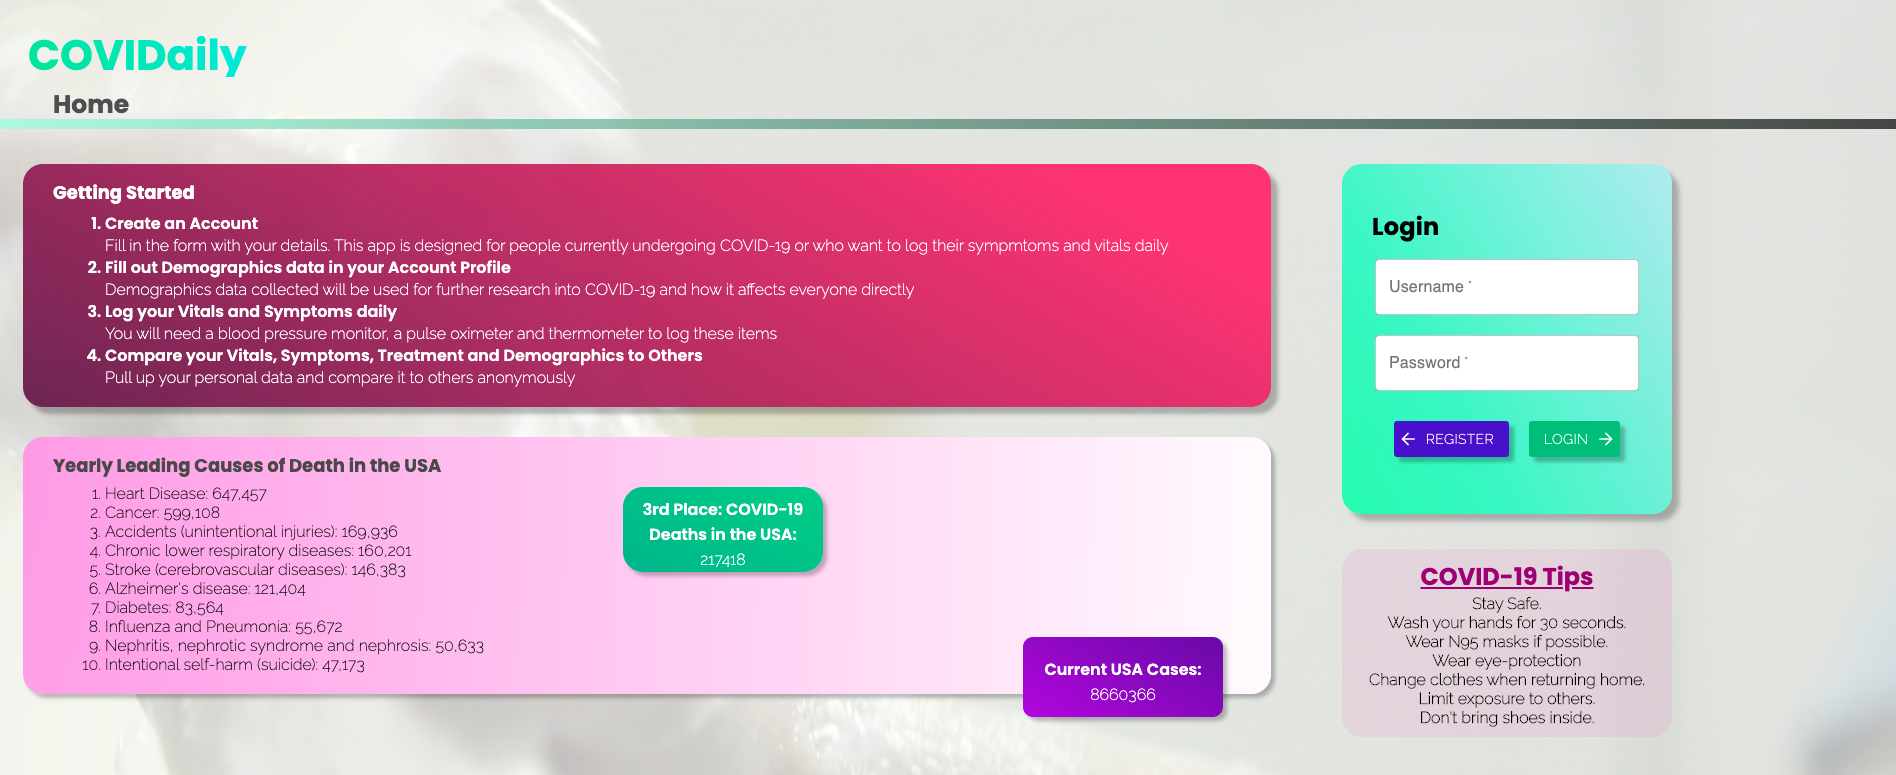 COVIDaily
Home
Getting Started
1. Create an Account
Fill in the form with your details. This app is designed for people currently undergoing COVID-19 or who want to log their sympmtoms and vitals daily
2. Fill out Demographics data in your Account Profile
Demographics data collected will be used for further research into COVID-19 and how it affects everyone directly
3. Log your Vitals and Symptoms daily
You will need a blood pressure monitor, a pulse oximeter and thermometer to log these items
4. Compare your Vitals, Symptoms, Treatment and Demographics to Others
Pull up your personal data and compare it to others anonymously
Yearly Leading Causes of Death in the USA
1. Heart Disease: 647,457
2. Cancer: 599,108
3. Accidents (unintentional injuries): 169,936
4. Chronic lower respiratory diseases: 160,201
5. Stroke (cerebrovascular diseases): 146,383
6. Alzheimer's disease: 121,404
7. Diabetes: 83,564
8. Influenza and Pneumonia: 55,672
9. Nephritis, nephrotic syndrome and nephrosis: 50,633
10. Intentional self-harm (suicide): 47,173
3rd Place: COVID-19
Deaths in the USA:
217418
Current USA Cases:
8660366
Login
Username *
Password *
REGISTER
LOGIN
COVID-19 Tips
Stay Safe.
Wash your hands for 30 seconds.
Wear N95 masks if possible.
Wear eye-protection
Change clothes when returning home.
Limit exposure to others.
Don't bring shoes inside.